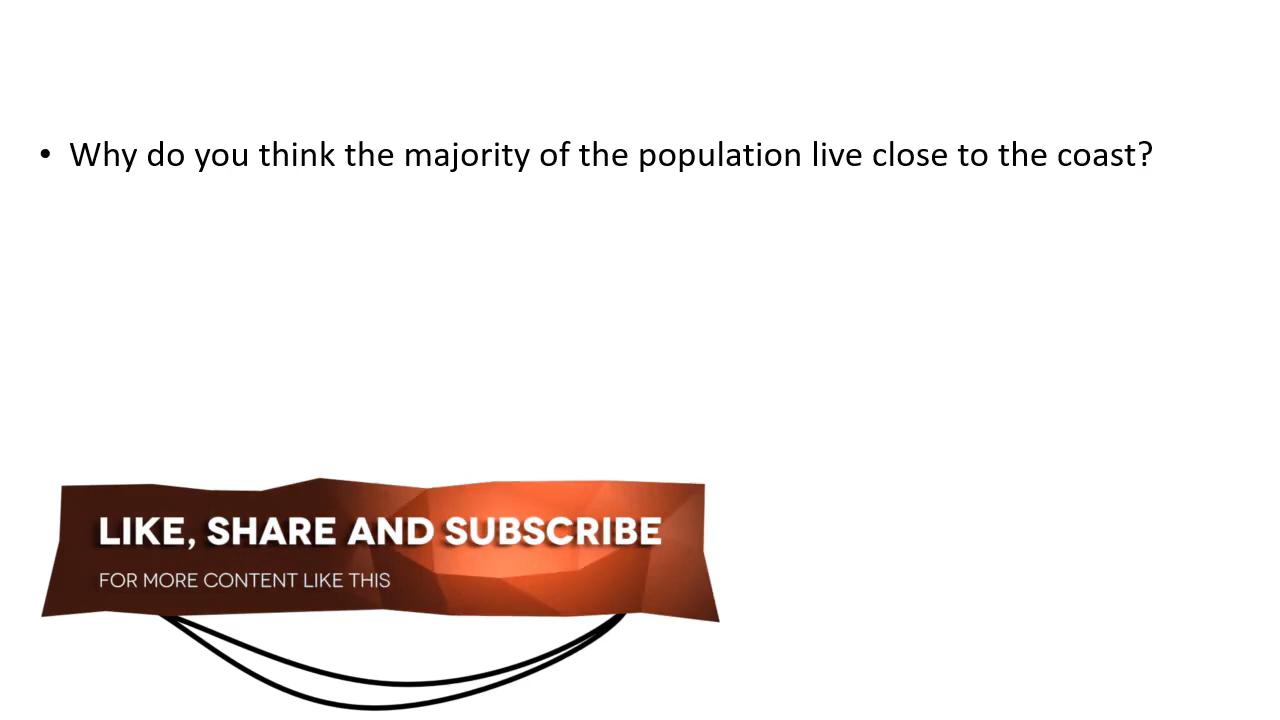 • Why do you think the majority of the population live close to the coast?
LIKE, SHARE AND SUBSCRIBE
FOR MORE CONTENT LIKE THIS